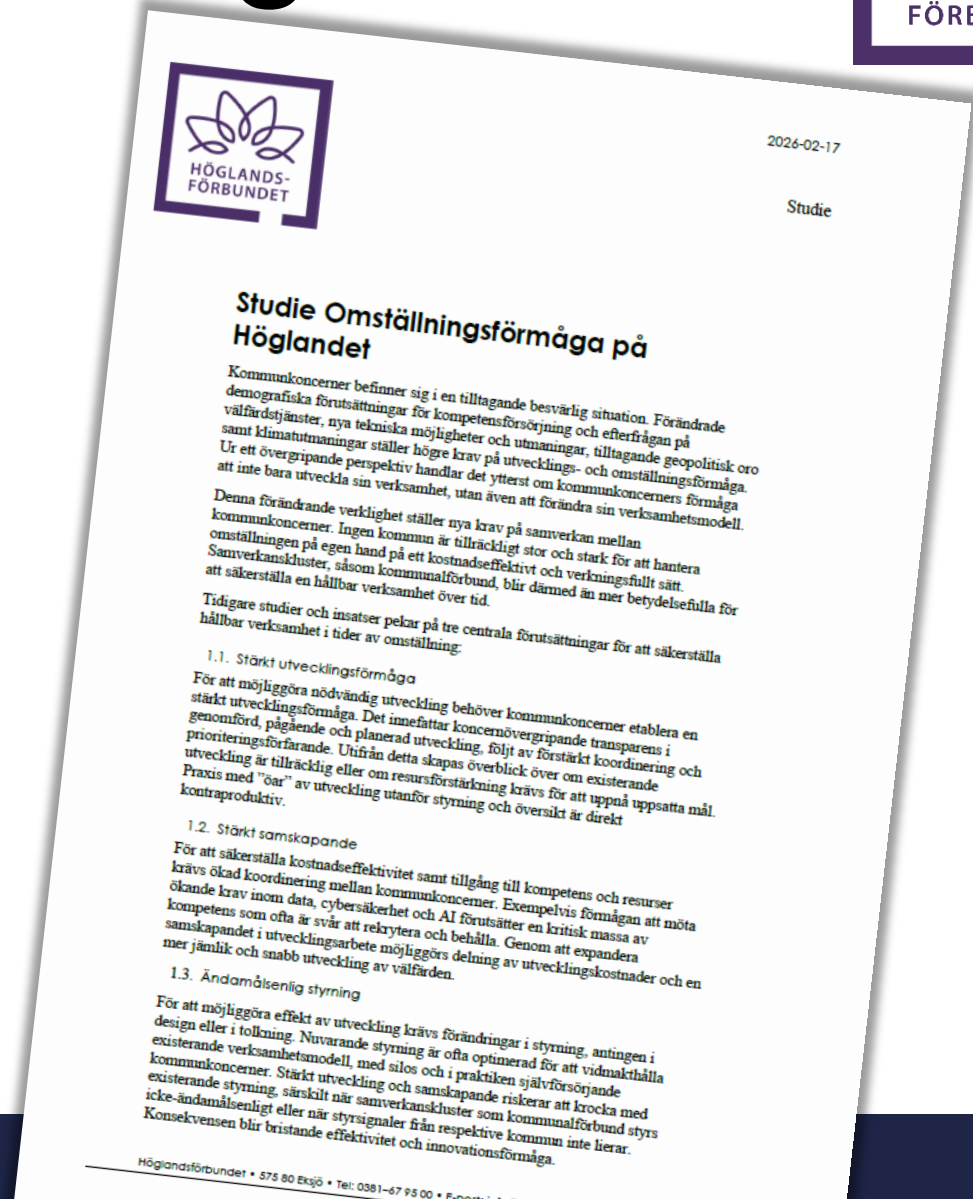 FÖRB
HÖGLANDS-
FÖRBUNDET
2026-02-17
Studie
Studie Omställningsförmåga på
Höglandet
Kommunkoncerner befinner sig i en tilltagande besvärlig situation. Förändrade
demografiska förutsättningar för kompetensförsörjning och efterfrågan på
välfärdstjänster, nya tekniska möjligheter och utmaningar, tilltagande geopolitisk oro
samt klimatutmaningar ställer högre krav på utvecklings- och omställningsförmåga.
Ur ett övergripande perspektiv handlar det ytterst om kommunkoncerners förmåga
att inte bara utveckla sin verksamhet, utan även att förändra sin verksamhetsmodell.
Denna förändrande verklighet ställer nya krav på samverkan mellan
kommunkoncerner. Ingen kommun är tillräckligt stor och stark för att hantera
omställningen på egen hand på ett kostnadseffektivt och verkningsfullt sätt.
Samverkanskluster, såsom kommunalförbund, blir därmed än mer betydelsefulla för
att säkerställa en hållbar verksamhet över tid.
Tidigare studier och insatser pekar på tre centrala förutsättningar för att säkerställa
hållbar verksamhet i tider av omställning:
1.1. Stärkt utvecklingsförmåga
För att möjliggöra nödvändig utveckling behöver kommunkoncerner etablera en
stärkt utvecklingsförmåga. Det innefattar koncernövergripande transparens i
genomförd, pågående och planerad utveckling, följt av förstärkt koordinering och
prioriteringsförfarande. Utifrån detta skapas överblick över om existerande
utveckling är tillräcklig eller om resursförstärkning krävs för att uppnå uppsatta mål.
Praxis med ”öar” av utveckling utanför styrning och översikt är direkt
kontraproduktiv.
1.2. Stärkt samskapande
För att säkerställa kostnadseffektivitet samt tillgång till kompetens och resurser
krävs ökad koordinering mellan kommunkoncerner. Exempelvis förmågan att möta
ökande krav inom data, cybersäkerhet och AI förutsätter en kritisk massa av
kompetens som ofta är svår att rekrytera och behålla. Genom att expandera
samskapandet i utvecklingsarbete möjliggörs delning av utvecklingskostnader och en
mer jämlik och snabb utveckling av välfärden.
1.3. Ändamålsenlig styrning
För att möjliggöra effekt av utveckling krävs förändringar i styrning, antingen i
design eller i tolkning. Nuvarande styrning är ofta optimerad för att vidmakthålla
existerande verksamhetsmodell, med silos och i praktiken självförsörjande
kommunkoncerner. Stärkt utveckling och samskapande riskerar att krocka med
existerande styrning, särskilt när samverkanskluster som kommunalförbund styrs
icke-ändamålsenligt eller när styrsignaler från respektive kommun inte lierar.
Konsekvensen blir bristande effektivitet och innovationsförmåga.
Höglandsförbundet • 575 80 Eksjö • Tel: 0381–67 95 00 •